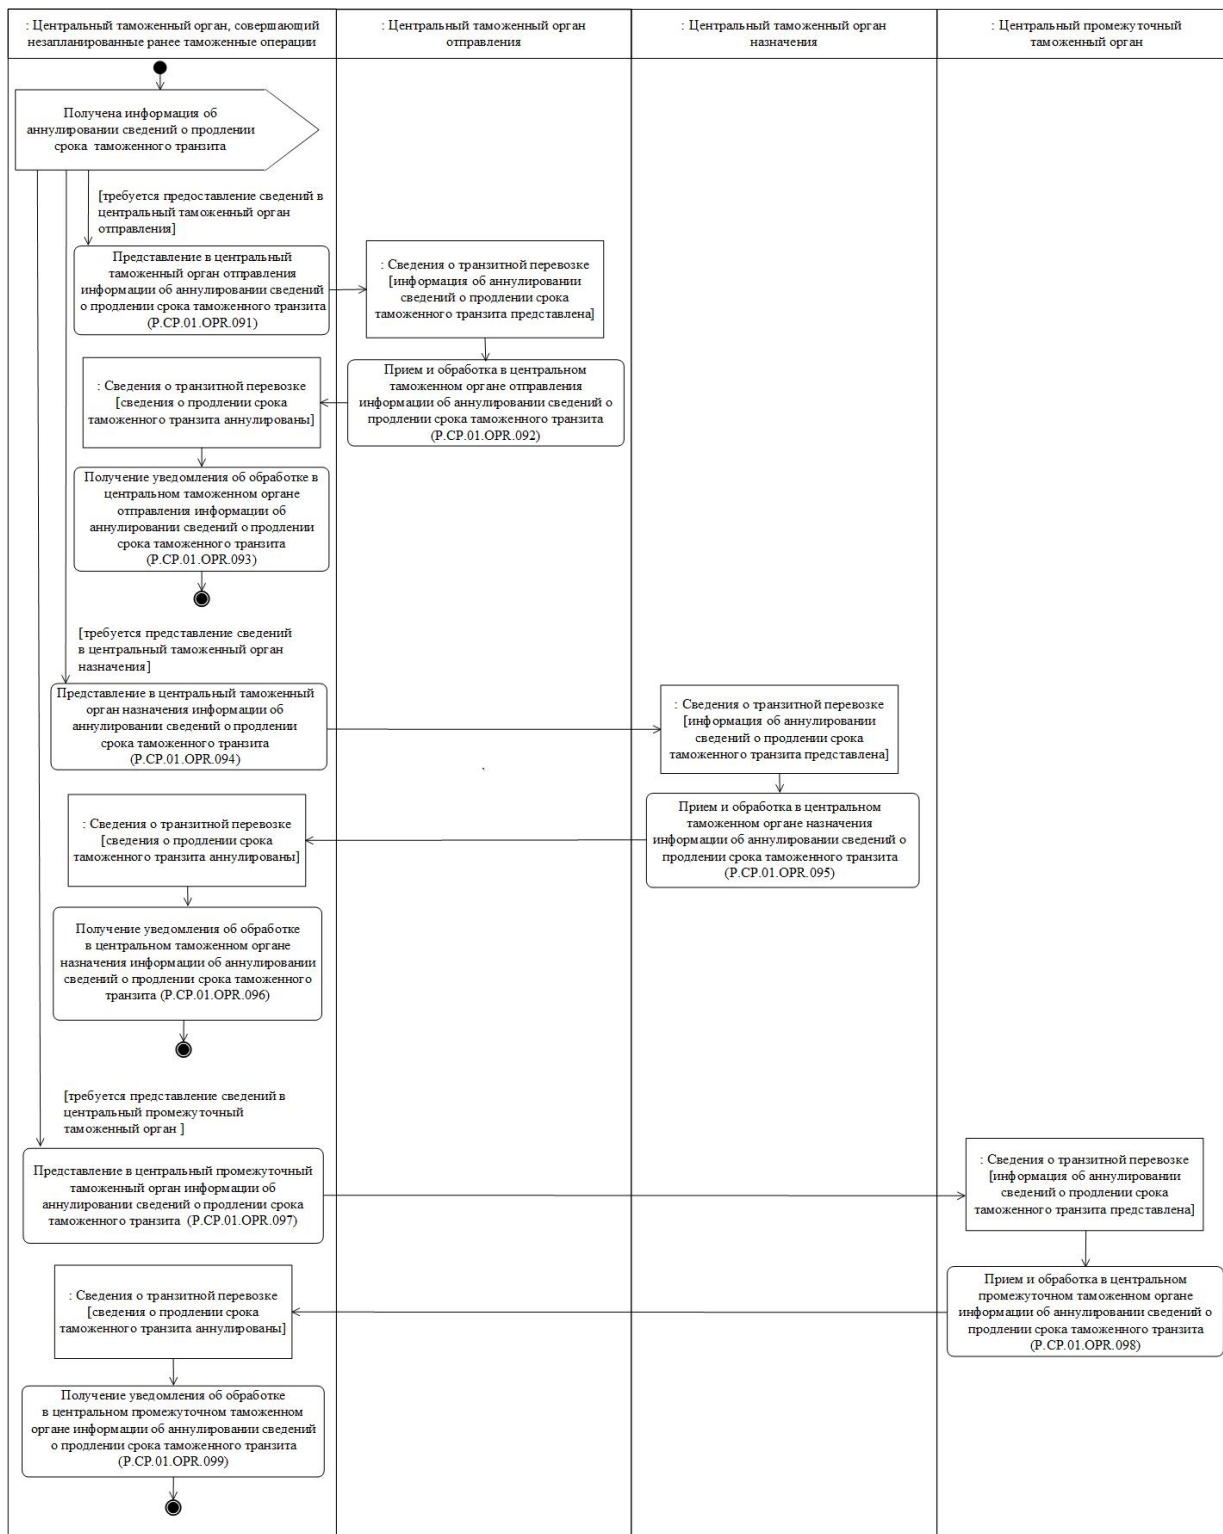 : Центральный таможенный орган, совершающий
незапланированные ранее таможенные операции
: Центральный таможенный орган
отправления
: Центральный таможенный орган
назначения
: Центральный промежуточный
таможенный орган
Получена информация об
аннулировании сведений о продлении
срока таможенного транзита
[требуется предоставление сведений в
центральный таможенный орган
отправления]
Представление в центральный
таможенный орган отправления
информации об аннулировании сведений
о продлении срока таможенного транзита
(P.CP.01.OPR.091)
: Сведения о транзитной перевозке
[информация об аннулировании
сведений о продлении срока
таможенного транзита представлена]
Прием и обработка в центральном
таможенном органе отправления
информации об аннулировании сведений о
продлении срока таможенного транзита
(P.CP.01.OPR.092)
: Сведения о транзитной перевозке
[сведения о продлении срока
таможенного транзита аннулированы]
Получение уведомления об обработке в
центральном таможенном органе
отправления информации об
аннулировании сведений о продлении
срока таможенного транзита
(P.CP.01.OPR.093)
[требуется представление сведений
в центральный таможенный орган
назначения]
Представление в центральный таможенный
орган назначения информации об
аннулировании сведений о продлении
срока таможенного транзита
(P.CP.01.OPR.094)
: Сведения о транзитной перевозке
[информация об аннулировании
сведений о продлении срока
таможенного транзита представлена]
Прием и обработка в центральном
таможенном органе назначения
информации об аннулировании сведений о
продлении срока таможенного транзита
(P.CP.01.OPR.095)
: Сведения о транзитной перевозке
[сведения о продлении срока
таможенного транзита аннулированы]
Получение уведомления об обработке
в центральном таможенном органе
назначения информации об аннулировании
сведений о продлении срока таможенного
транзита (P.CP.01.OPR.096)
[требуется представление сведений в
центральный промежуточный
таможенный орган ]
Представление в центральный промежуточный
таможенный орган информации об
аннулировании сведений о продлении срока
таможенного транзита (P.CP.01.OPR.097)
: Сведения о транзитной перевозке
[информация об аннулировании
сведений о продлении срока
таможенного транзита представлена]
Прием и обработка в центральном
промежуточном таможенном органе
информации об аннулировании сведений о
продлении срока таможенного транзита
(P.CP.01.OPR.098)
: Сведения о транзитной перевозке
[сведения о продлении срока
таможенного транзита аннулированы]
Получение уведомления об обработке
в центральном промежуточном таможенном
органе информации об аннулировании сведений
о продлении срока таможенного транзита
(P.CP.01.OPR.099)